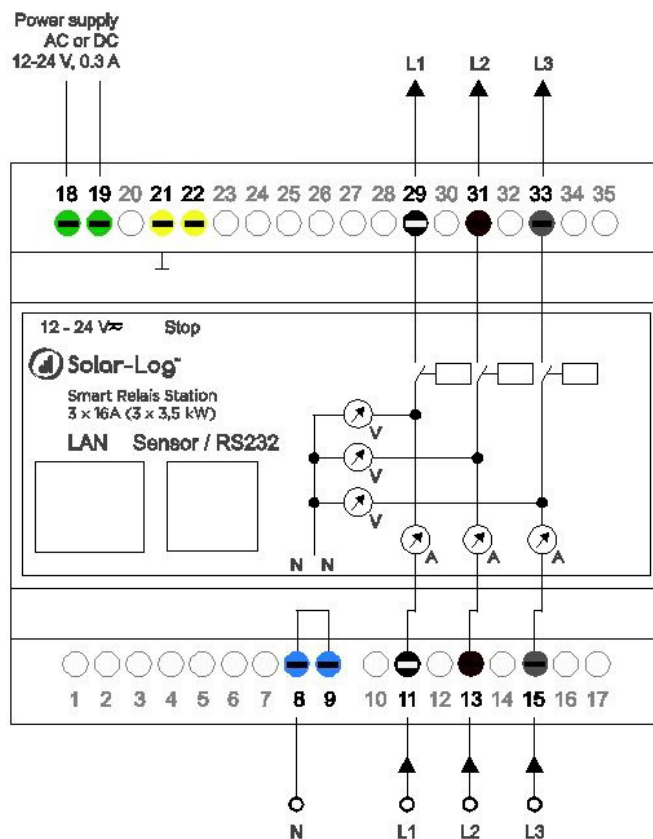 Power supply
AC or DC
12-24 V, 0.3 A
L1 L2 L3
18 19 20 21 22 23 24 25 26 27 28 29 30 31 32 33 34 35
12 - 24 V Stop
Solar-Log™
Smart Relais Station
3 x 16A (3 x 3,5 kW)
LAN Sensor / RS232
V
V
V
A A A
N N
1 2 3 4 5 6 7 8 9 10 11 12 13 14 15 16 17
N L1 L2 L3